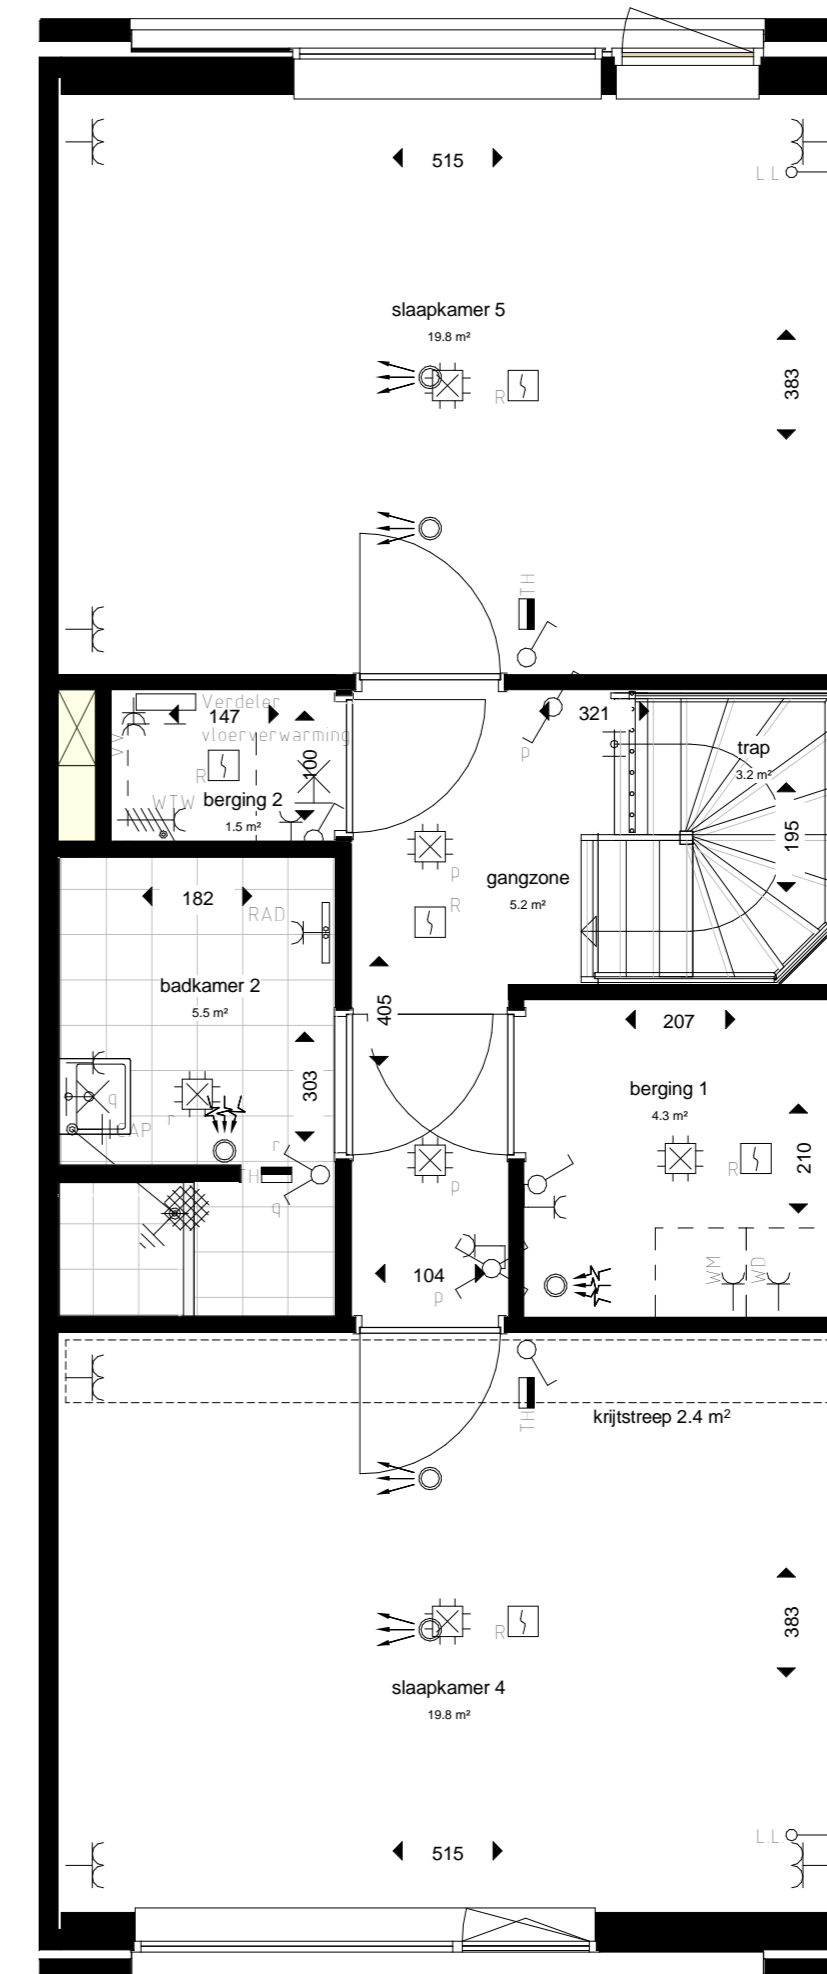 515
L.L.
slaapkamer 5
19.8 m²
383
R
TH
Verdeler
147
vloerverwarming
321
p
trap
3.2 m²
VV
100
R
WTW
berging 2
1.5 m²
195
p
gangzone
5.2 m²
182
RAD
R
badkamer 2
5.5 m²
405
207
303
berging 1
4.3 m²
q
r
CAP
r
p
R
210
TH
q
104
p
WM
WD
krijtstreep 2.4 m²
TH
R
383
slaapkamer 4
19.8 m²
L.L.
515